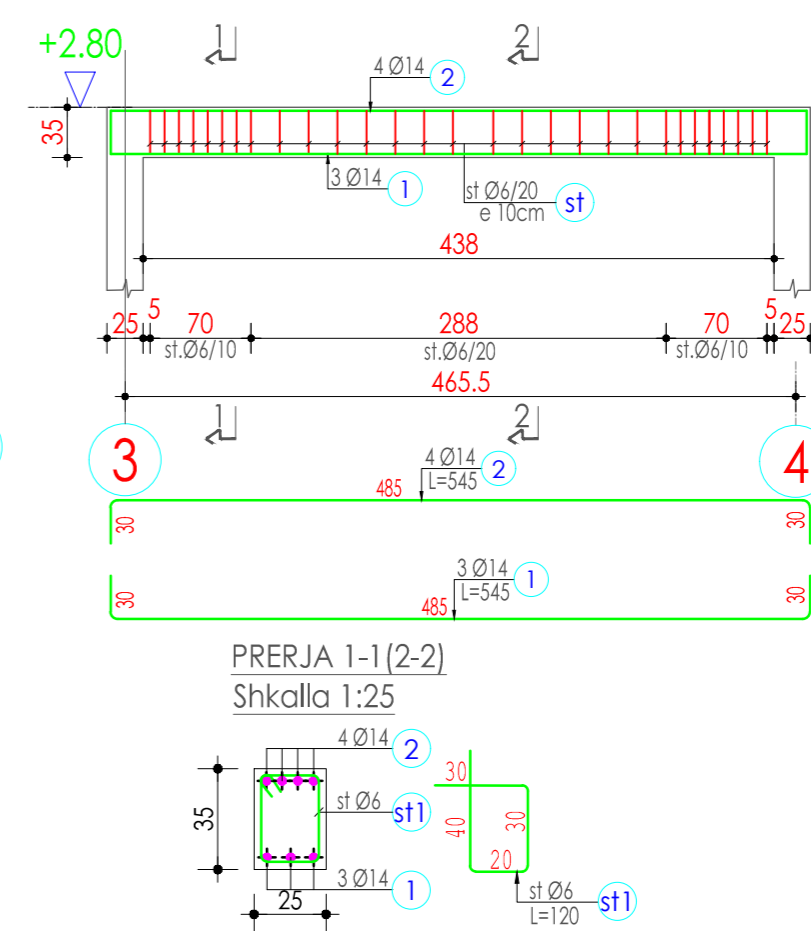 1 2
+2.80
4 Ø14 2
35
3 Ø14 1
st Ø6/20 st
e 10cm
438
25 5 70 288 70 5 25
st.Ø6/10 st.Ø6/20 st.Ø6/10
465.5
1 2
3 4
4 Ø14 2
L=545
485
30 30
3 Ø14 1
L=545
30 30
485
PRERJA 1-1(2-2)
Shkalla 1:25
4 Ø14 2
30
35 st Ø6 st1 40 30
20
3 Ø14 1
st Ø6 st1
L=120
25